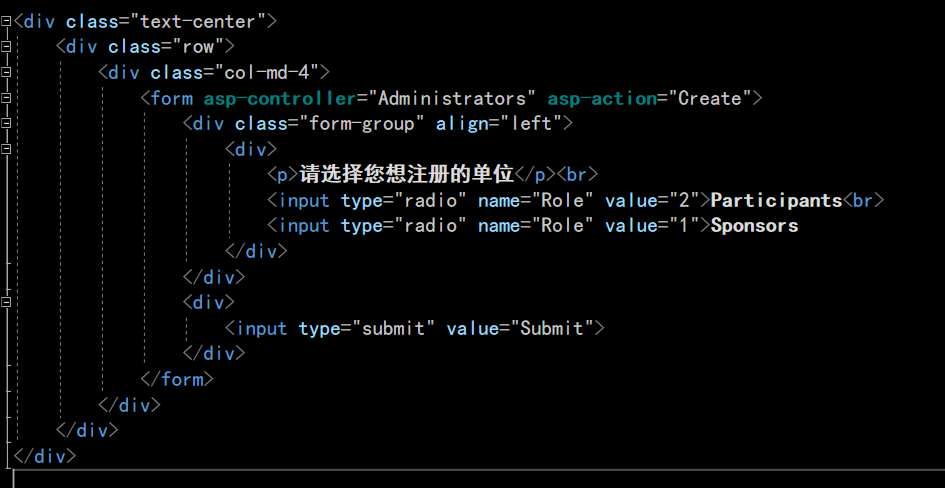 <div class="text-center">
<div class="row">
<div class="col-md-4">
<form asp-controller="Administrators" asp-action="Create">
<div class="form-group" align="left">
<div>
<p>请选择您想注册的单位</p><br>
<input type="radio" name="Role" value="2">Participants<br>
<input type="radio" name="Role" value="1">Sponsors
</div>
</div>
<div>
<input type="submit" value="Submit">
</div>
</form>
</div>
</div>
</div>